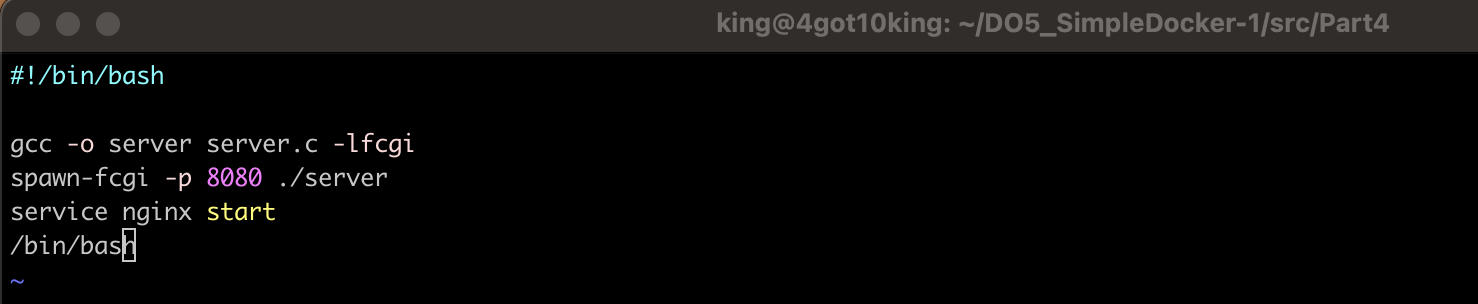 king@4got10king: ~/DO5_SimpleDocker-1/src/Part4
#!/bin/bash
gcc -o server server.c -lfcgi
spawn-fcgi -p 8080 ./server
service nginx start
/bin/bash
~